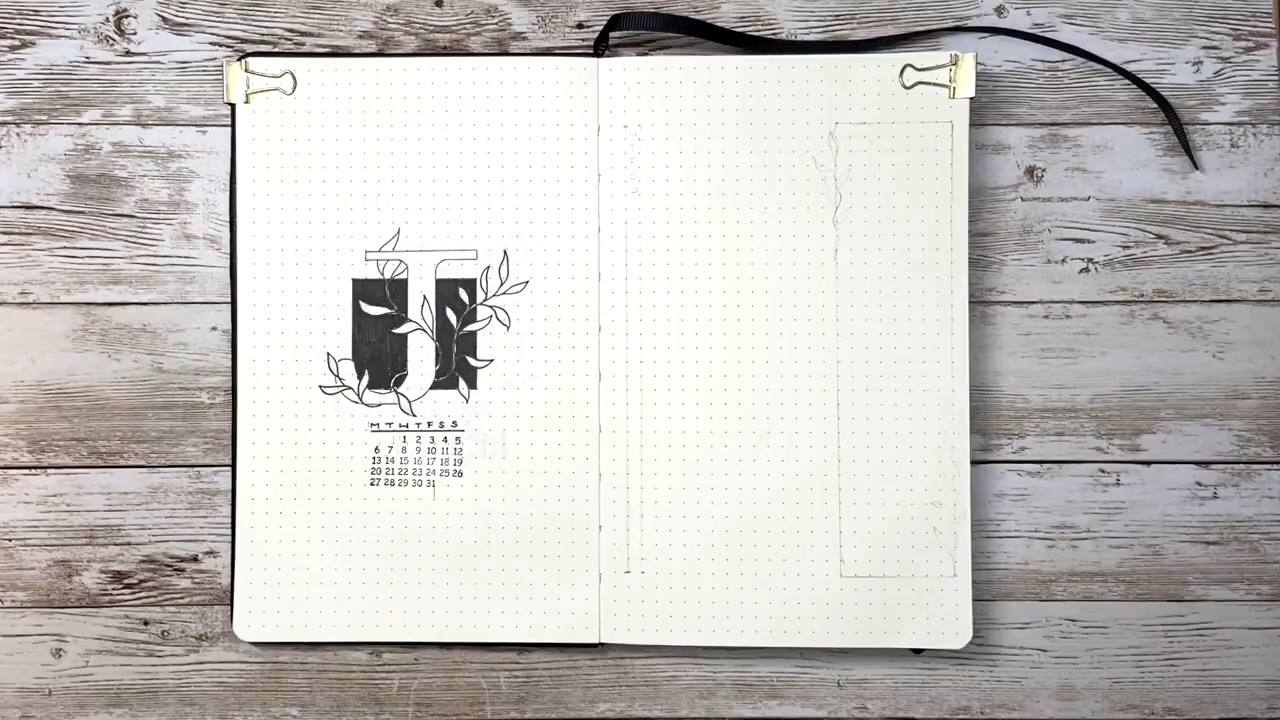 J
M T W T F S S
1 2 3 4 5
6 7 8 9 10 11 12
13 14 15 16 17 18 19
20 21 22 23 24 25 26
27 28 29 30 31